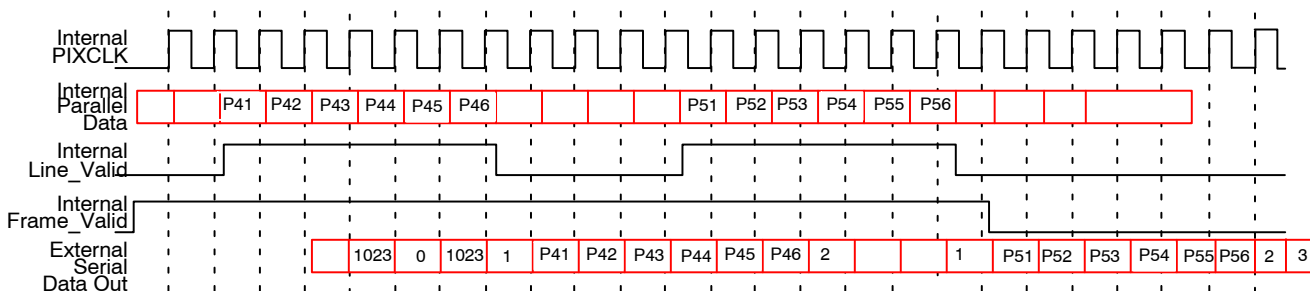 Internal
PIXCLK
Internal
Parallel
Data
P41 P42 P43 P44 P45 P46 P51 P52 P53 P54 P55 P56
Internal
Line_Valid
Internal
Frame_Valid
External
Serial
Data Out
1023 0 1023 1 P41 P42 P43 P44 P45 P46 2 1 P51 P52 P53 P54 P55 P56 2 3